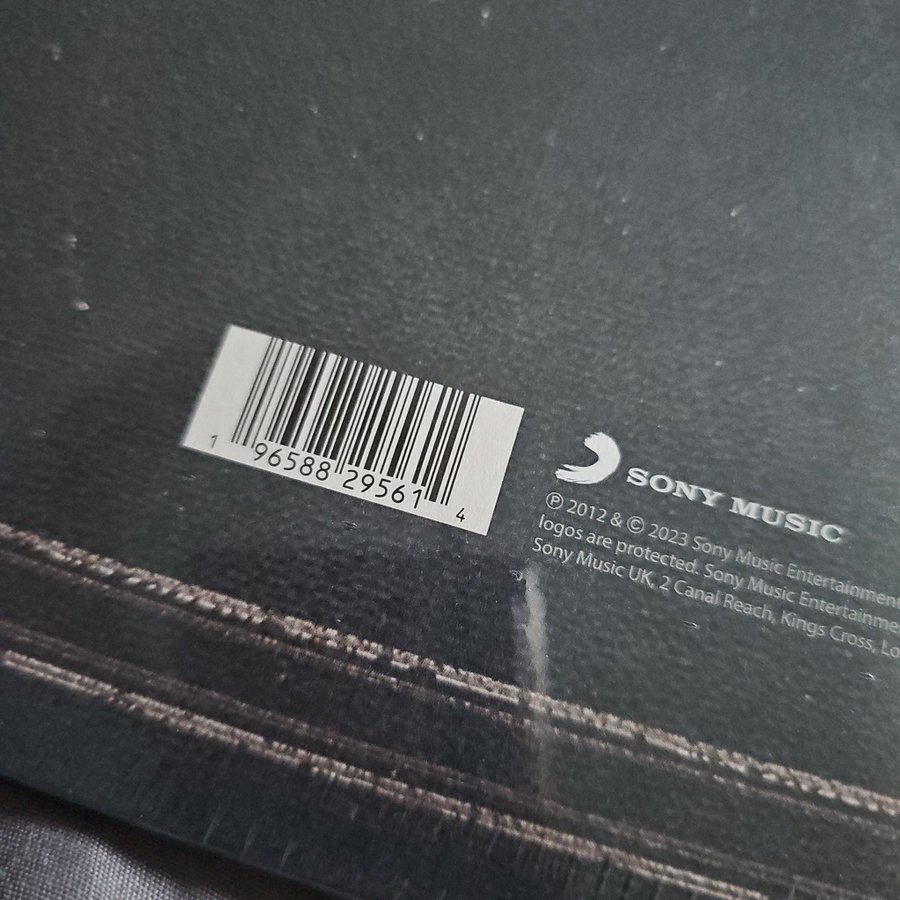 1 96588 29561 4
SONY MUSIC
Ⓟ 2012 & © 2023 Sony Music Entertainment
logos are protected. Sony Music
Sony Music UK, 2 Canal Reach, Kings Cross,